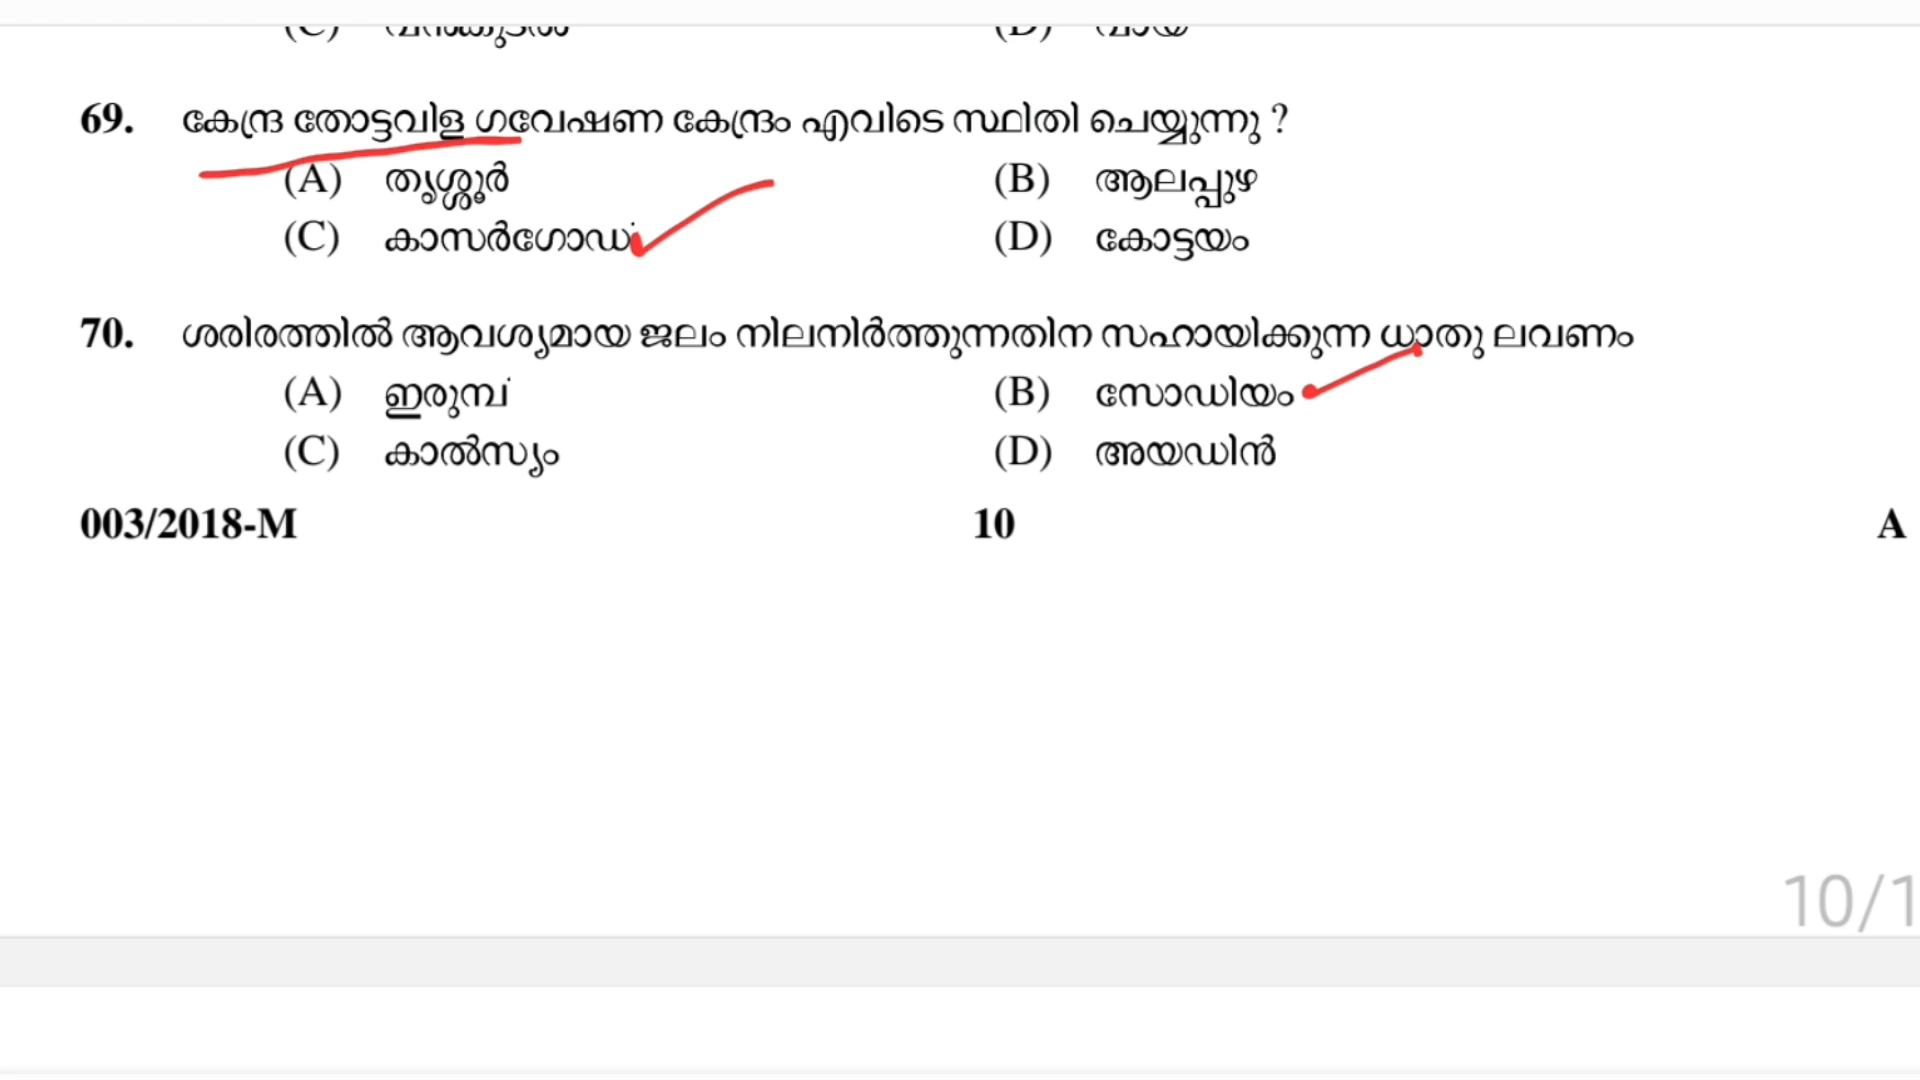 69. കേന്ദ്ര തോട്ടവിള ഗവേഷണ കേന്ദ്രം എവിടെ സ്ഥിതി ചെയ്യുന്നു ?
(A) തൃശ്ശൂർ (B) ആലപ്പുഴ
(C) കാസർഗോഡ് (D) കോട്ടയം
70. ശരിരത്തിൽ ആവശ്യമായ ജലം നിലനിർത്തുന്നതിന സഹായിക്കുന്ന ധാതു ലവണം
(A) ഇരുമ്പ് (B) സോഡിയം
(C) കാൽസ്യം (D) അയഡിൻ
003/2018-M 10 A
10/1